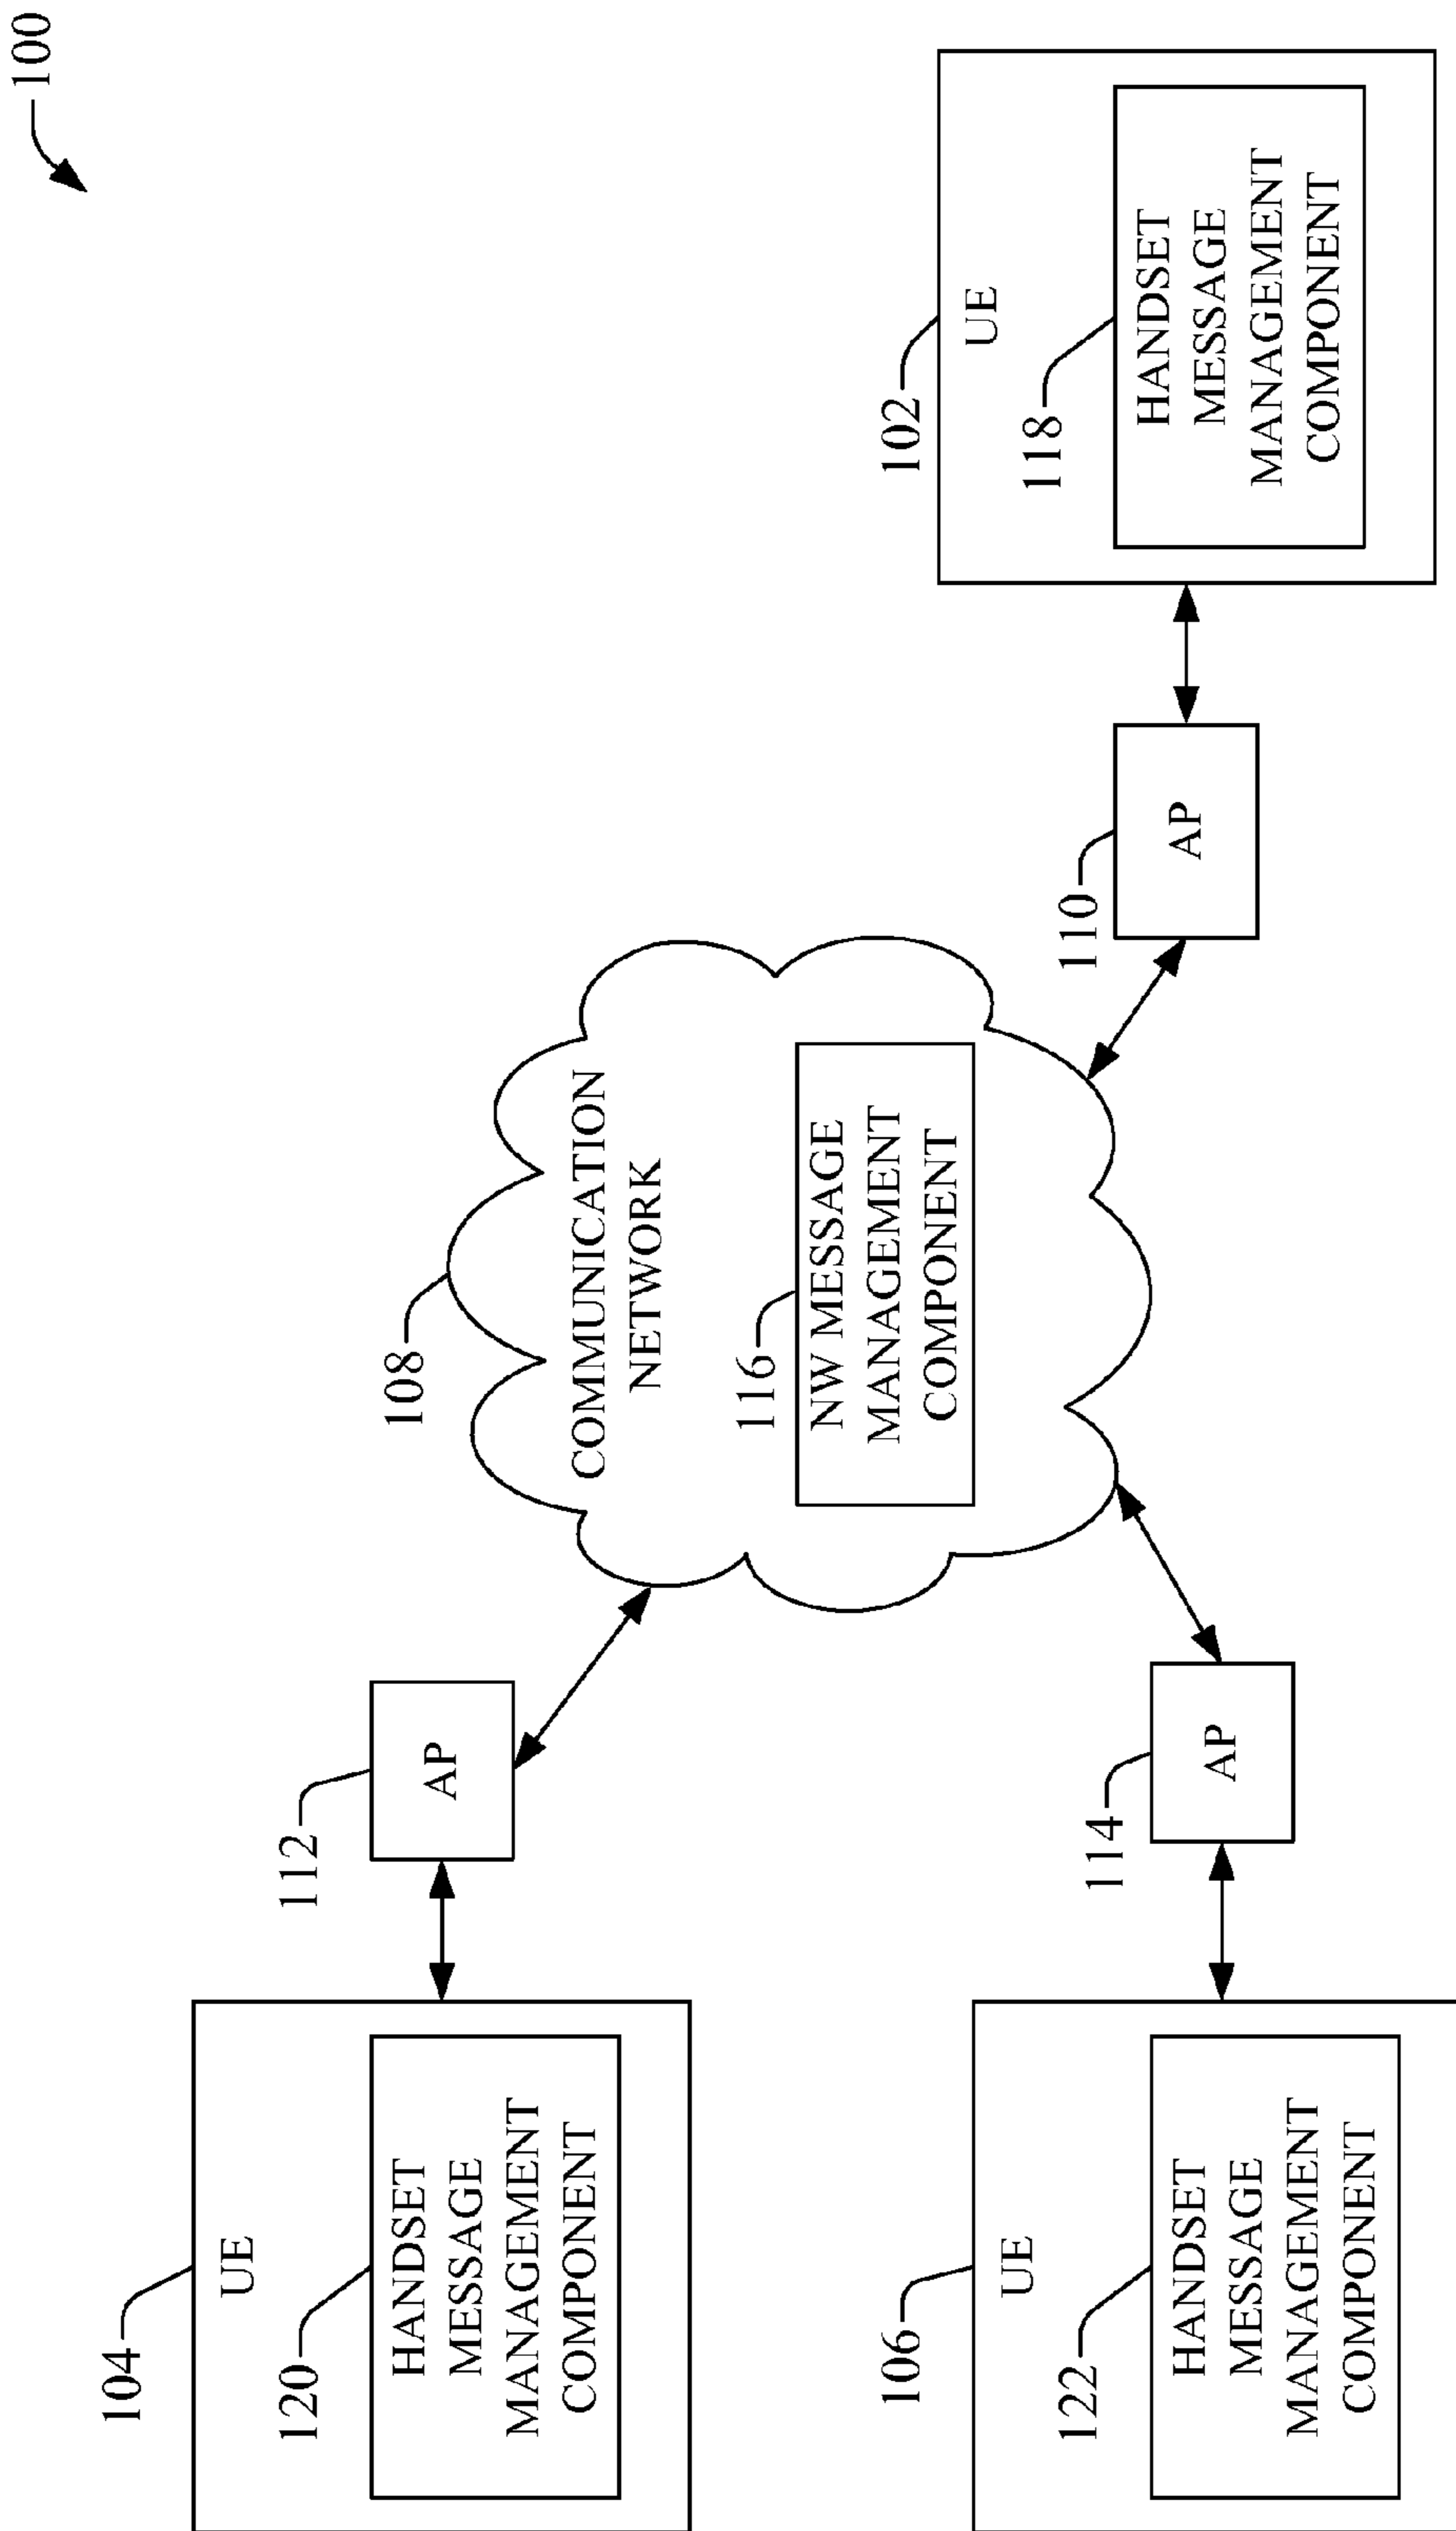 100
104
UE
120
HANDSET
MESSAGE
MANAGEMENT
COMPONENT
112
AP
108
COMMUNICATION
NETWORK
116
NW MESSAGE
MANAGEMENT
COMPONENT
106
UE
122
HANDSET
MESSAGE
MANAGEMENT
COMPONENT
114
AP
110
AP
102
UE
118
HANDSET
MESSAGE
MANAGEMENT
COMPONENT